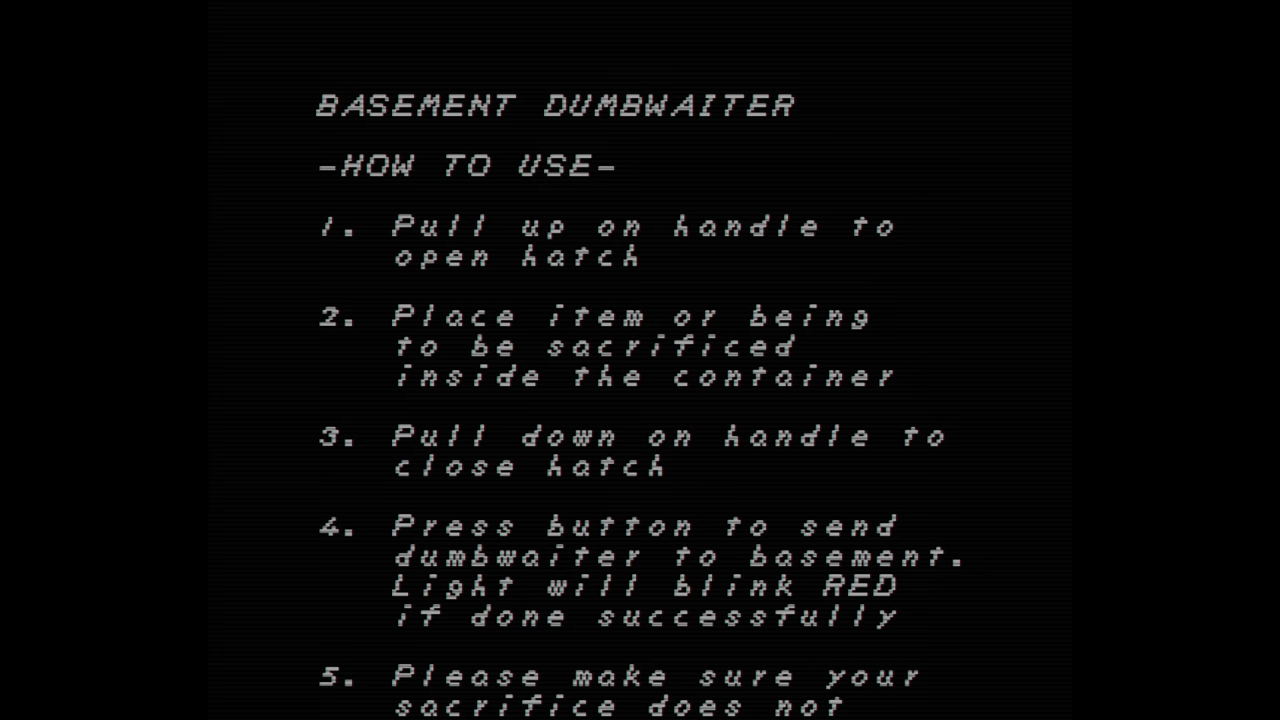 BASEMENT DUMBWAITER
-HOW TO USE-
1. Pull up on handle to
open hatch
2. Place item or being
to be sacrificed
inside the container
3. Pull down on handle to
close hatch
4. Press button to send
dumbwaiter to basement.
Light will blink RED
if done successfully
5. Please make sure your
sacrifice does not